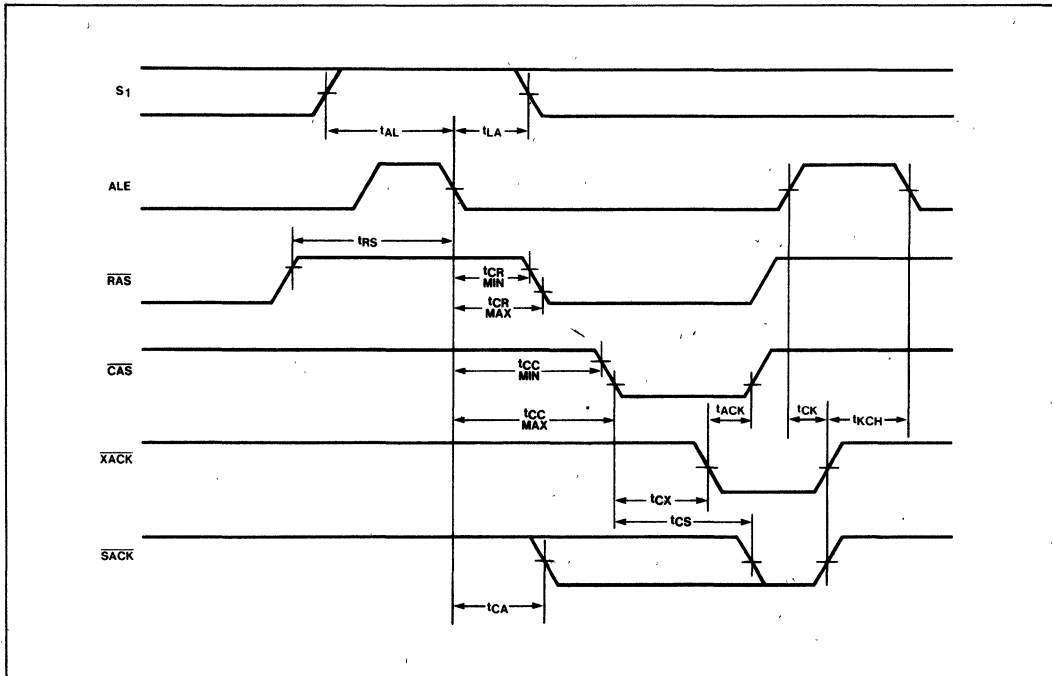 S1
tAL
tLA
ALE
tRS
RAS
tCR
MIN
tCR
MAX
CAS
tCC
MIN
tCC
MAX
tACK
tCK
tKCH
XACK
tCX
tCS
SACK
tCA